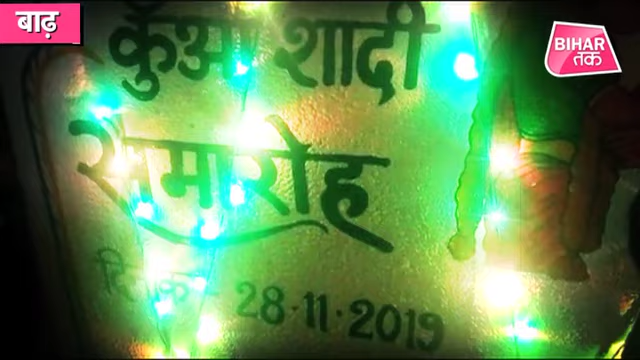 बाढ़
BIHAR
तक
कुँआ शादी
समारोह
दिनांक - 28·11·2019